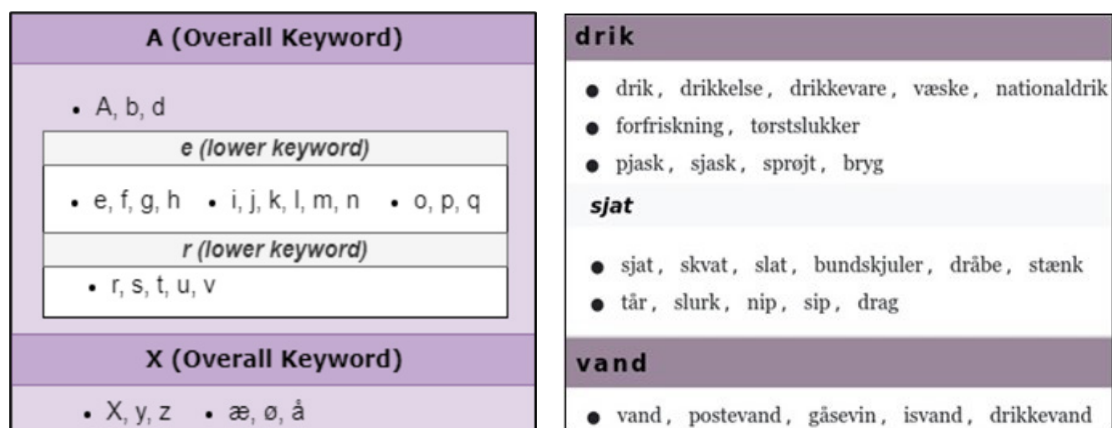 A (Overall Keyword)
• A, b, d
e (lower keyword)
• e, f, g, h • i, j, k, l, m, n • o, p, q
r (lower keyword)
• r, s, t, u, v
X (Overall Keyword)
• X, y, z • æ, ø, å
drik
● drik, drikkelse, drikkevare, væske, nationaldrik
● forfriskning, tørstslukker
● pjask, sjask, sprøjt, bryg
sjat
● sjat, skvat, slat, bundskjuler, dråbe, stænk
● tår, slurk, nip, sip, drag
vand
● vand, postevand, gåsevin, isvand, drikkevand